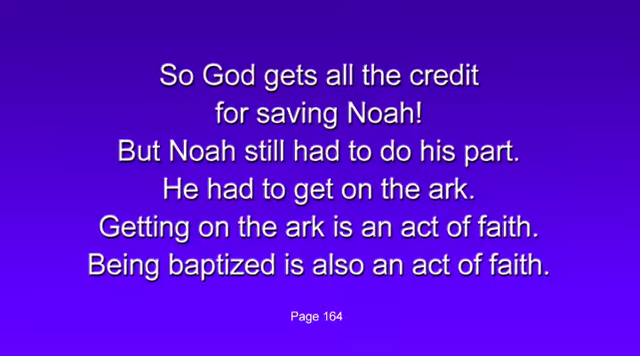 So God gets all the credit
for saving Noah!
But Noah still had to do his part.
He had to get on the ark.
Getting on the ark is an act of faith.
Being baptized is also an act of faith.
Page 164